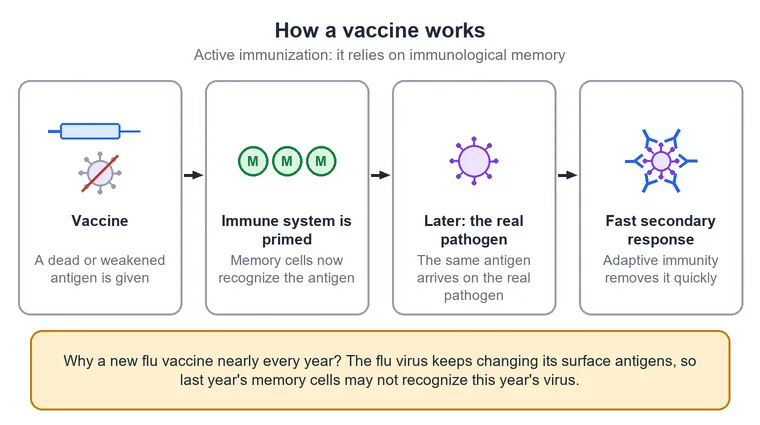 How a vaccine works
Active immunization: it relies on immunological memory
Vaccine
A dead or weakened
antigen is given
M M M
Immune system is
primed
Memory cells now
recognize the antigen
Later: the real
pathogen
The same antigen
arrives on the real
pathogen
Fast secondary
response
Adaptive immunity
removes it quickly
Why a new flu vaccine nearly every year? The flu virus keeps changing its surface antigens, so
last year's memory cells may not recognize this year's virus.